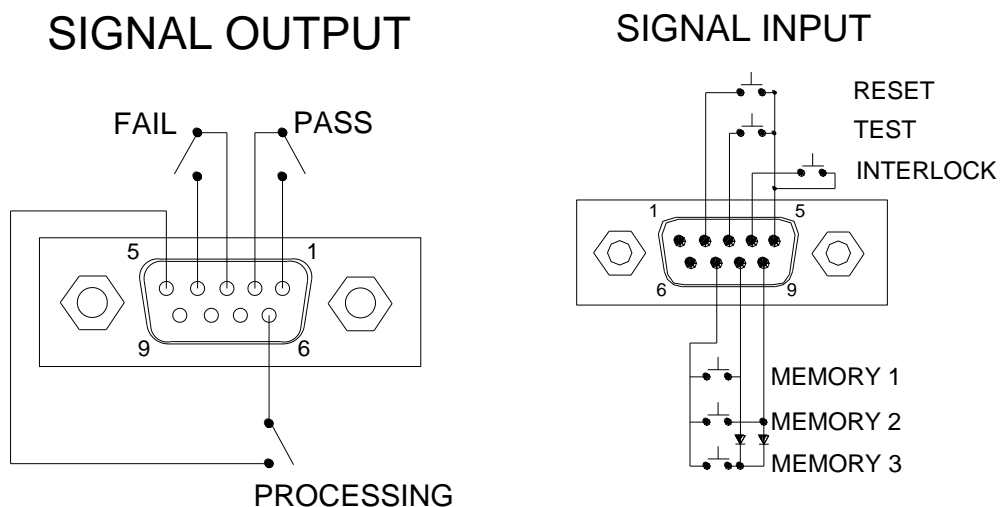 SIGNAL OUTPUT
FAIL
PASS
5
1
9
6
PROCESSING
SIGNAL INPUT
RESET
TEST
INTERLOCK
1
5
6
9
MEMORY 1
MEMORY 2
MEMORY 3